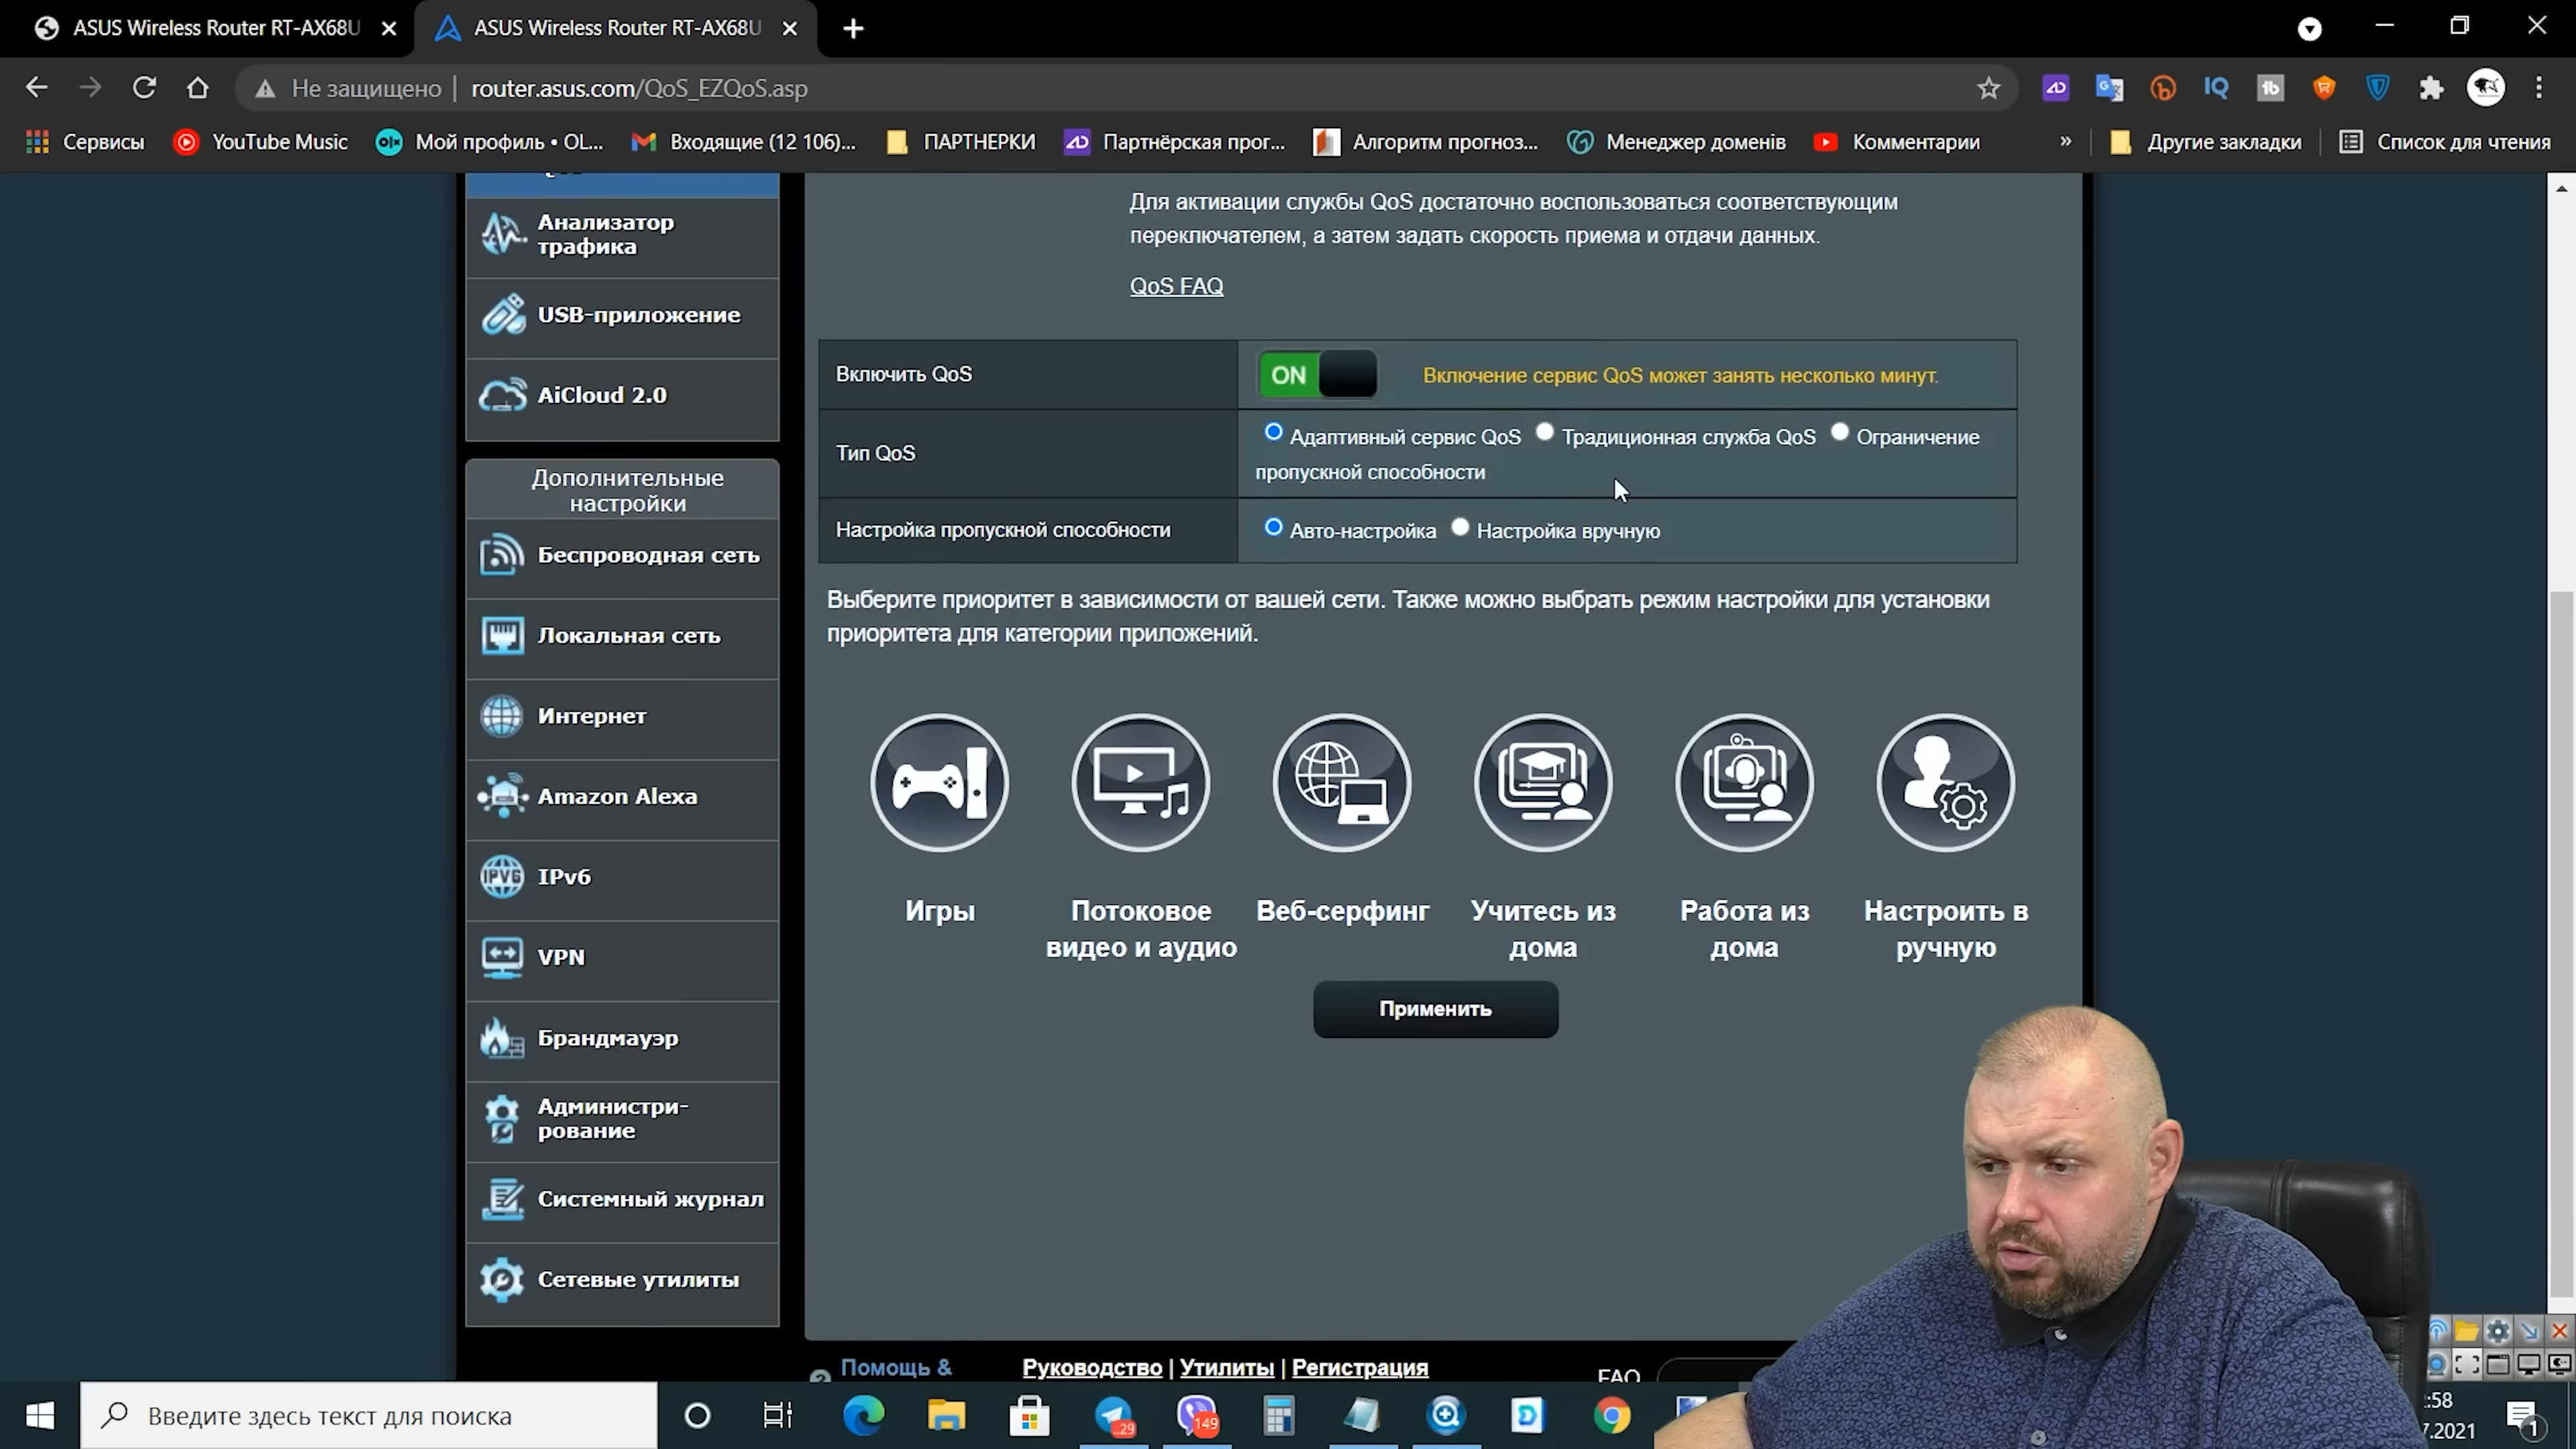 ASUS Wireless Router RT-AX68U
ASUS Wireless Router RT-AX68U
Не защищено | router.asus.com/QoS_EZQoS.asp
Сервисы
YouTube Music
Мой профиль • OL...
Входящие (12 106)...
ПАРТНЕРКИ
Партнёрская прог...
Алгоритм прогноз...
Менеджер доменів
Комментарии
»
Другие закладки
Список для чтения
Анализатор
трафика
USB-приложение
AiCloud 2.0
Дополнительные
настройки
Беспроводная сеть
Локальная сеть
Интернет
Amazon Alexa
IPv6
VPN
Брандмауэр
Администри-
рование
Системный журнал
Сетевые утилиты
Для активации службы QoS достаточно воспользоваться соответствующим
переключателем, а затем задать скорость приема и отдачи данных.
QoS FAQ
Включить QoS
ON
Включение сервис QoS может занять несколько минут.
Тип QoS
Адаптивный сервис QoS Традиционная служба QoS Ограничение
пропускной способности
Настройка пропускной способности
Авто-настройка Настройка вручную
Выберите приоритет в зависимости от вашей сети. Также можно выбрать режим настройки для установки
приоритета для категории приложений.
Игры
Потоковое
видео и аудио
Веб-серфинг
Учитесь из
дома
Работа из
дома
Настроить в
ручную
Применить
Помощь &
Руководство | Утилиты | Регистрация
FAQ
Введите здесь текст для поиска
29
149
:58
7.2021
1